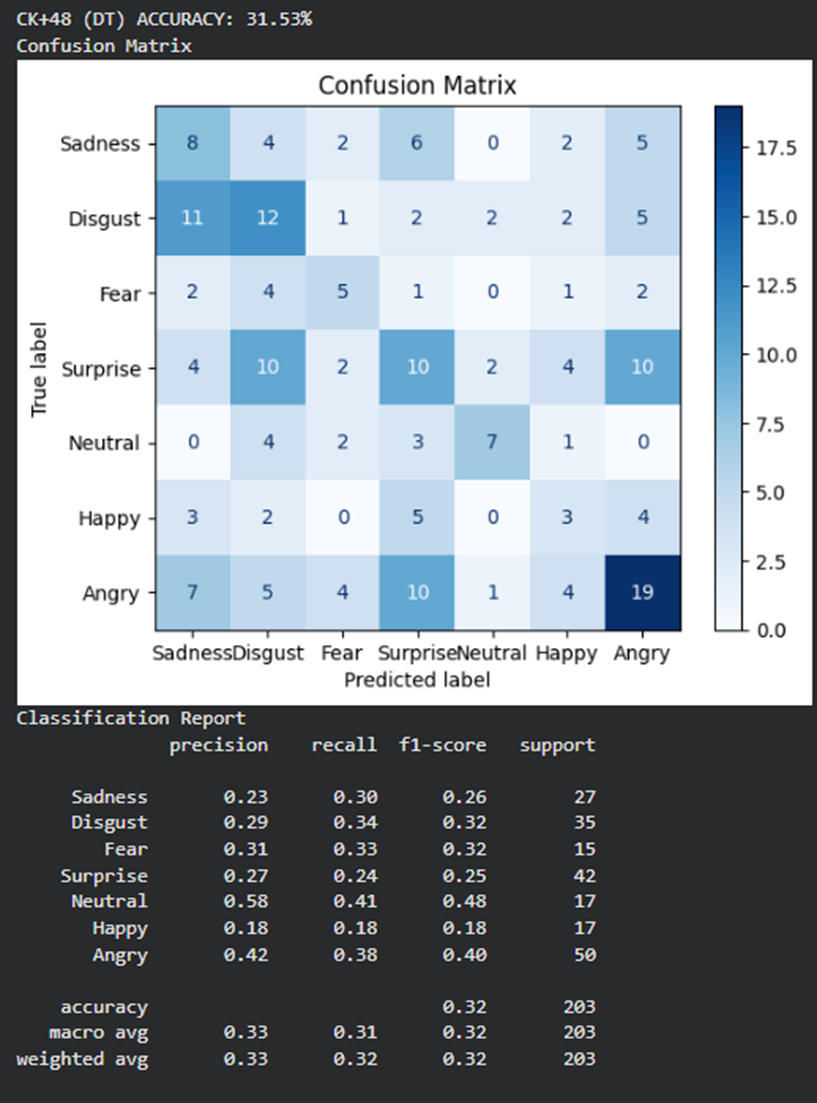 CK+48 (DT) ACCURACY: 31.53%
Confusion Matrix
Confusion Matrix
Sadness 8 4 2 6 0 2 5 17.5
Disgust 11 12 1 2 2 2 5 15.0
Fear 2 4 5 1 0 1 2 12.5
True label
Surprise 4 10 2 10 2 4 10 10.0
7.5
Neutral 0 4 2 3 7 1 0
5.0
Happy 3 2 0 5 0 3 4
2.5
Angry 7 5 4 10 1 4 19
0.0
Sadness Disgust Fear Surprise Neutral Happy Angry
Predicted label
Classification Report
precision recall f1-score support
Sadness 0.23 0.30 0.26 27
Disgust 0.29 0.34 0.32 35
Fear 0.31 0.33 0.32 15
Surprise 0.27 0.24 0.25 42
Neutral 0.58 0.41 0.48 17
Happy 0.18 0.18 0.18 17
Angry 0.42 0.38 0.40 50
accuracy 0.32 203
macro avg 0.33 0.31 0.32 203
weighted avg 0.33 0.32 0.32 203